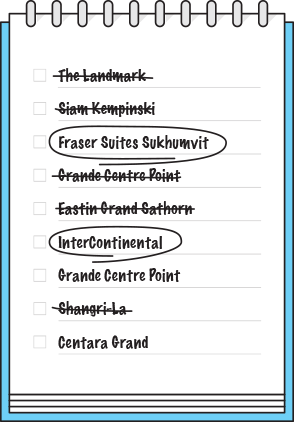 The Landmark
Siam Kempinski
Fraser Suites Sukhumvit
Grande Centre Point
Eastin Grand Sathorn
InterContinental
Grande Centre Point
Shangri-La
Centara Grand